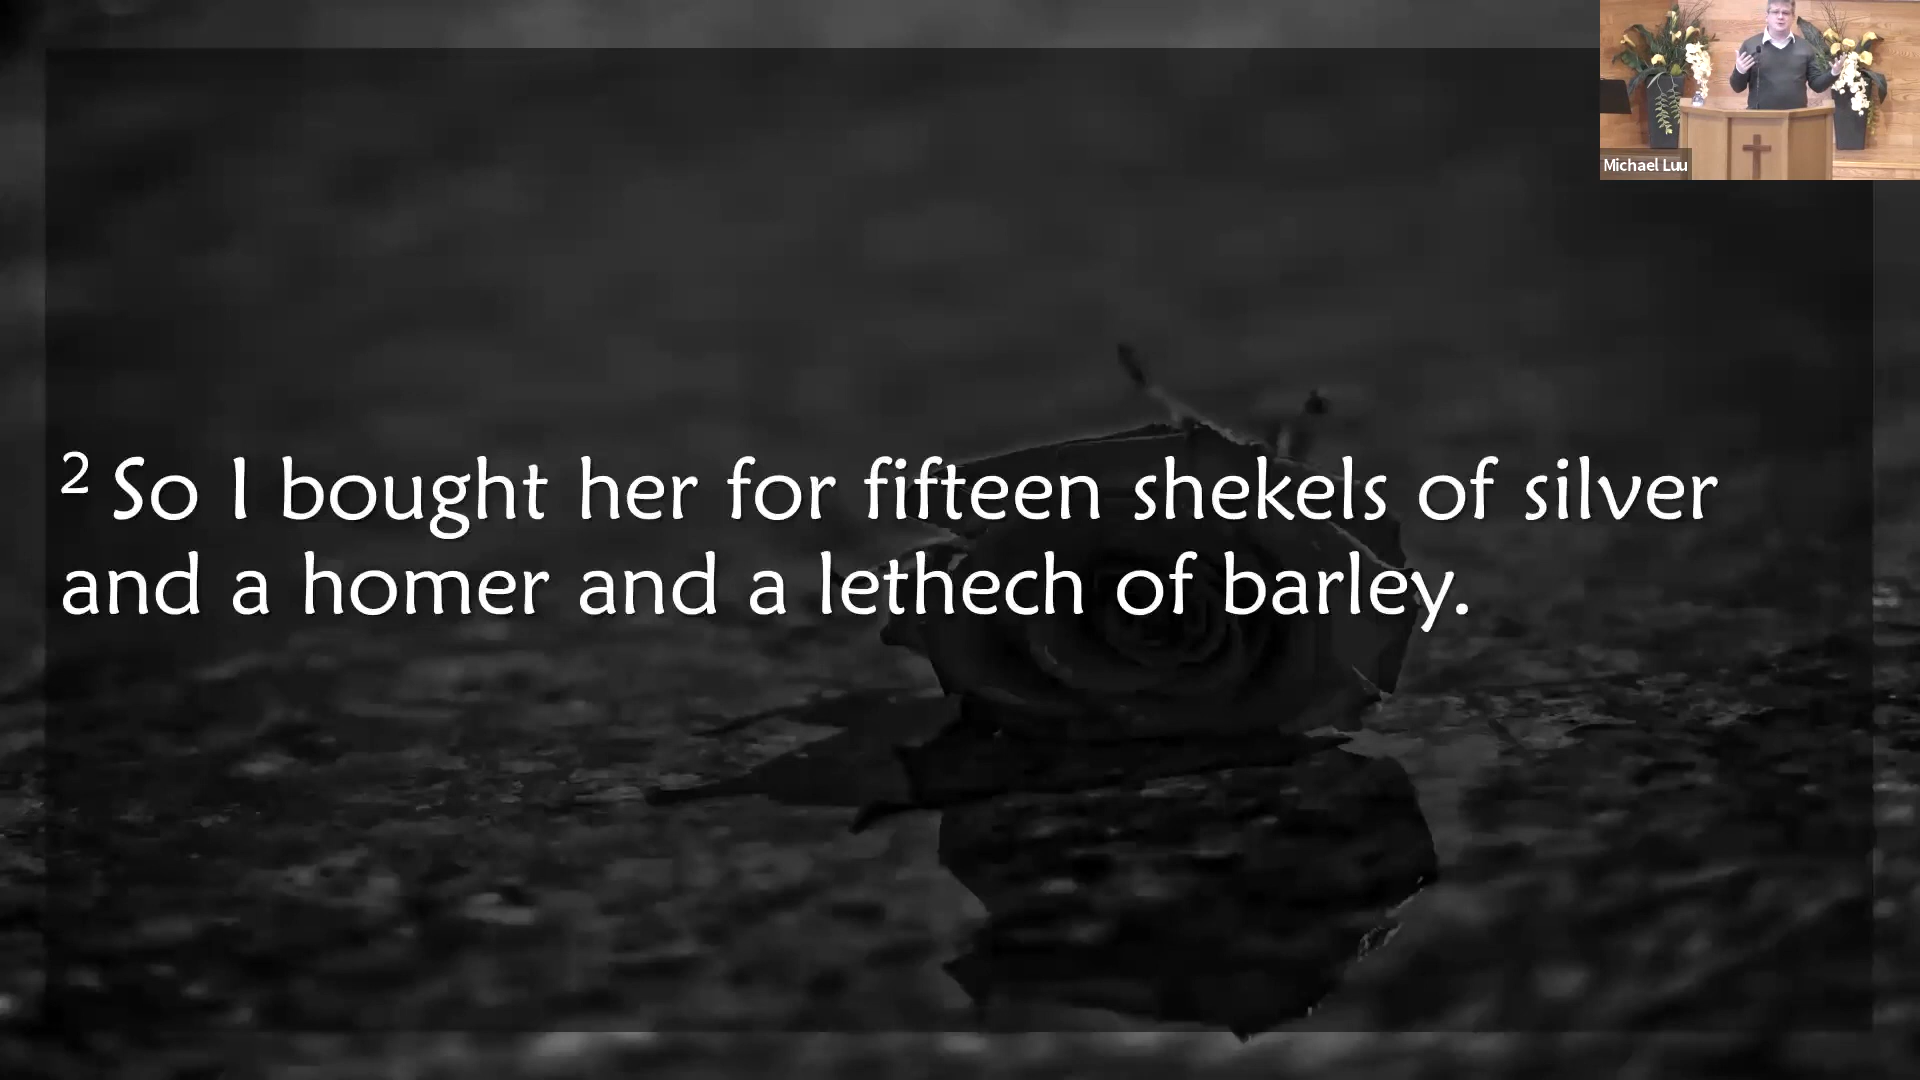 Michael Luu
² So I bought her for fifteen shekels of silver
and a homer and a lethech of barley.